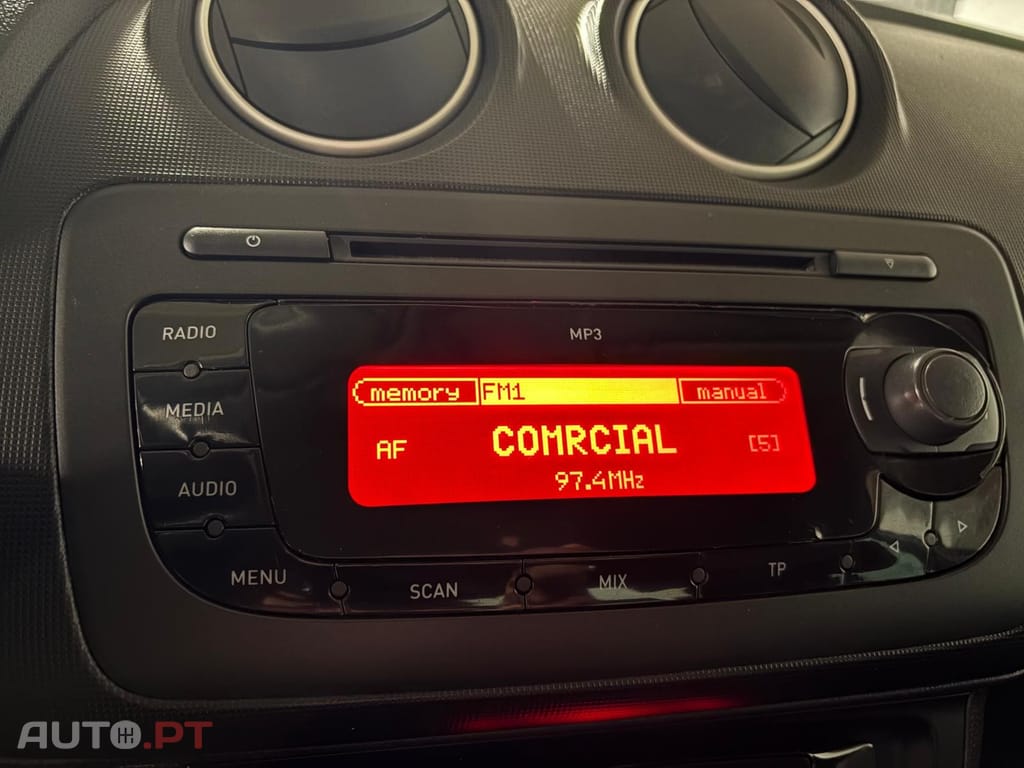 RADIO
MP3
MEDIA
AUDIO
MENU
SCAN
MIX
TP
memory FM1 manual
AF COMRCIAL [5]
97.4MHz
AUTO.PT